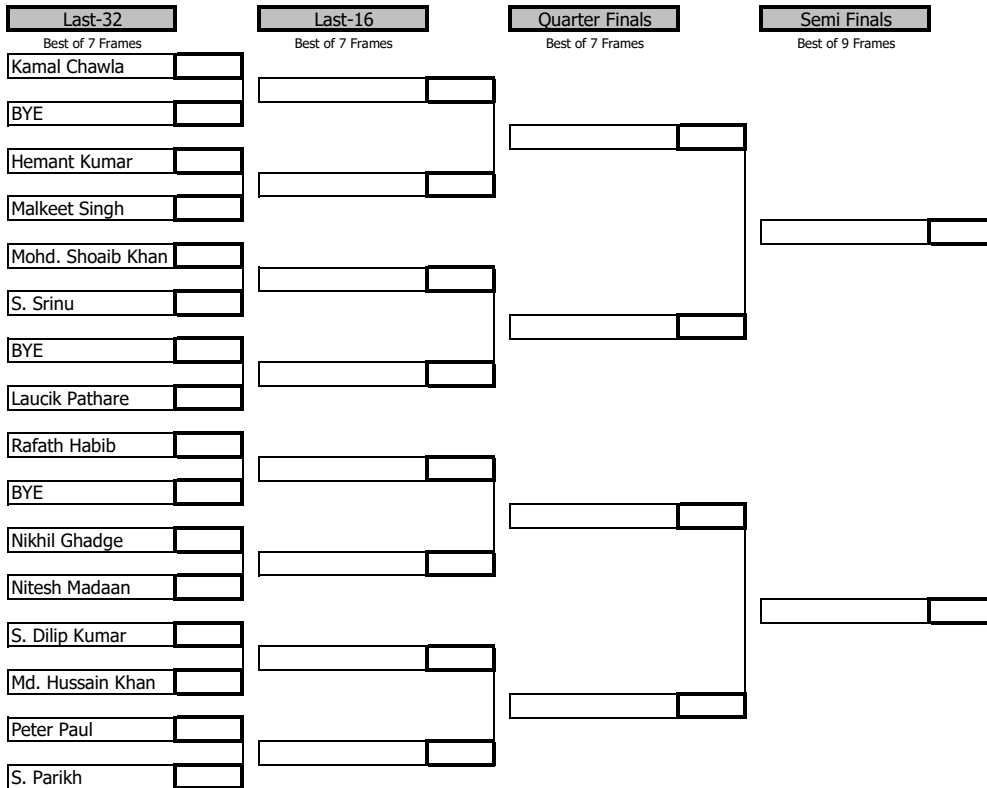 Last-32
Last-16
Quarter Finals
Semi Finals
Best of 7 Frames
Best of 7 Frames
Best of 7 Frames
Best of 9 Frames
Kamal Chawla
BYE
Hemant Kumar
Malkeet Singh
Mohd. Shoaib Khan
S. Srinu
BYE
Laucik Pathare
Rafath Habib
BYE
Nikhil Ghadge
Nitesh Madaan
S. Dilip Kumar
Md. Hussain Khan
Peter Paul
S. Parikh